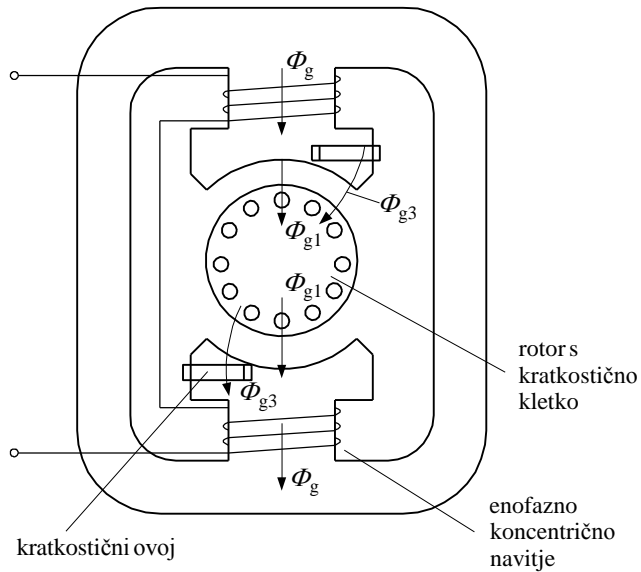 Φg
Φg3
Φg1
Φg1
rotor s
kratkostično
kletko
Φg3
Φg
enofazno
koncentrično
navitje
kratkostični ovoj